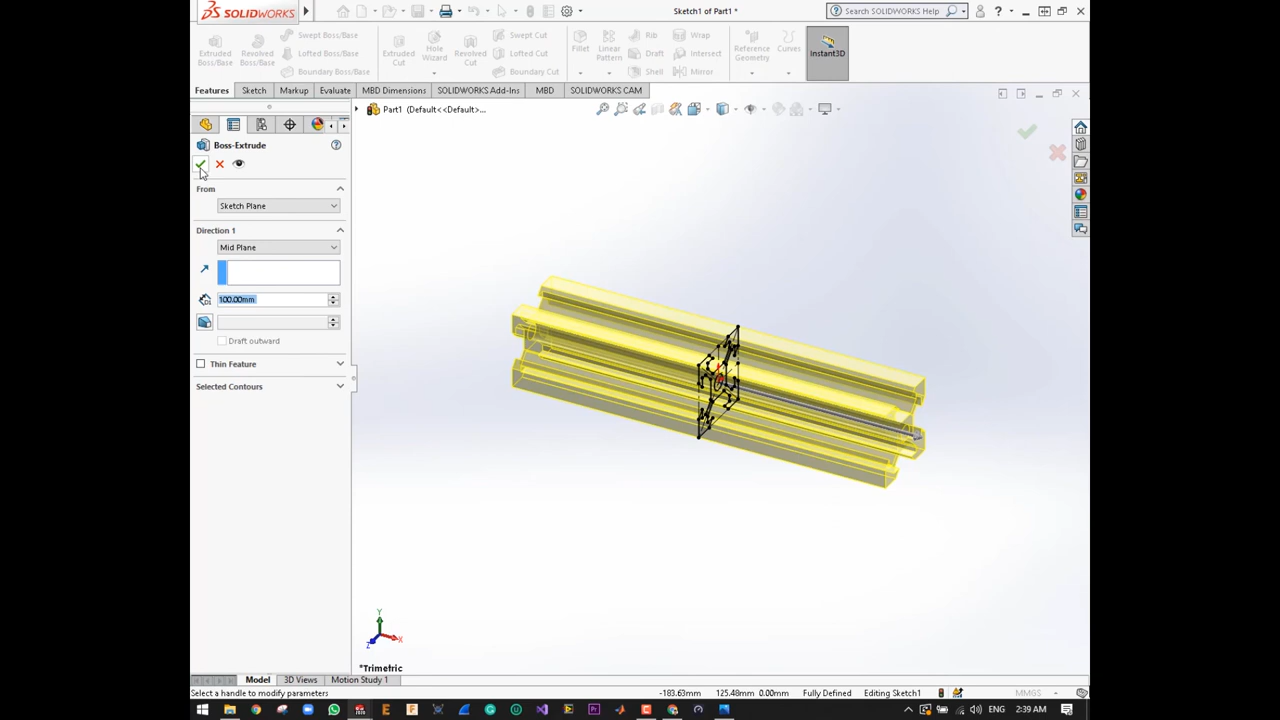 SOLIDWORKS
Sketch1 of Part1 *
Search SOLIDWORKS Help
Extruded Boss/Base
Revolved Boss/Base
Swept Boss/Base
Lofted Boss/Base
Boundary Boss/Base
Extruded Cut
Hole Wizard
Revolved Cut
Swept Cut
Lofted Cut
Boundary Cut
Fillet
Linear Pattern
Rib
Draft
Shell
Wrap
Intersect
Mirror
Reference Geometry
Curves
Instant3D
Features
Sketch
Markup
Evaluate
MBD Dimensions
SOLIDWORKS Add-Ins
MBD
SOLIDWORKS CAM
Part1 (Default<<Default>...
Boss-Extrude
From
Sketch Plane
Direction 1
Mid Plane
100.00mm
Draft outward
Thin Feature
Selected Contours
Y
X
Z
*Trimetric
Model
3D Views
Motion Study 1
Select a handle to modify parameters
-183.63mm
125.48mm 0.00mm
Fully Defined
Editing Sketch1
MMGS
ENG
2:39 AM